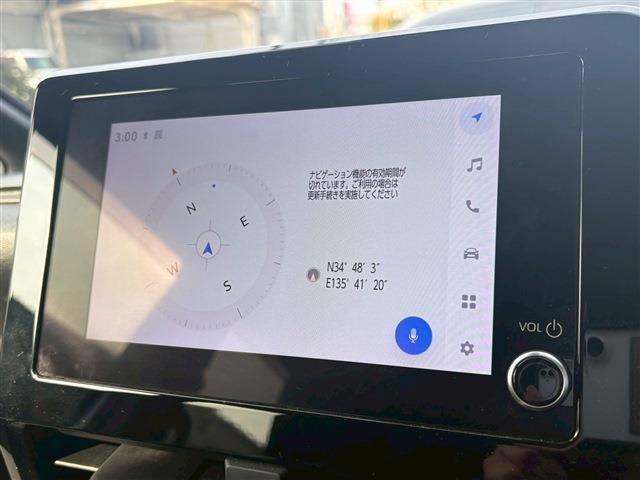 3:00
N
E
W
S
ナビゲーション機能の有効期間が
切れています。ご利用の場合は
更新手続きを実施してください
N34° 48' 3"
E135° 41' 20"
VOL